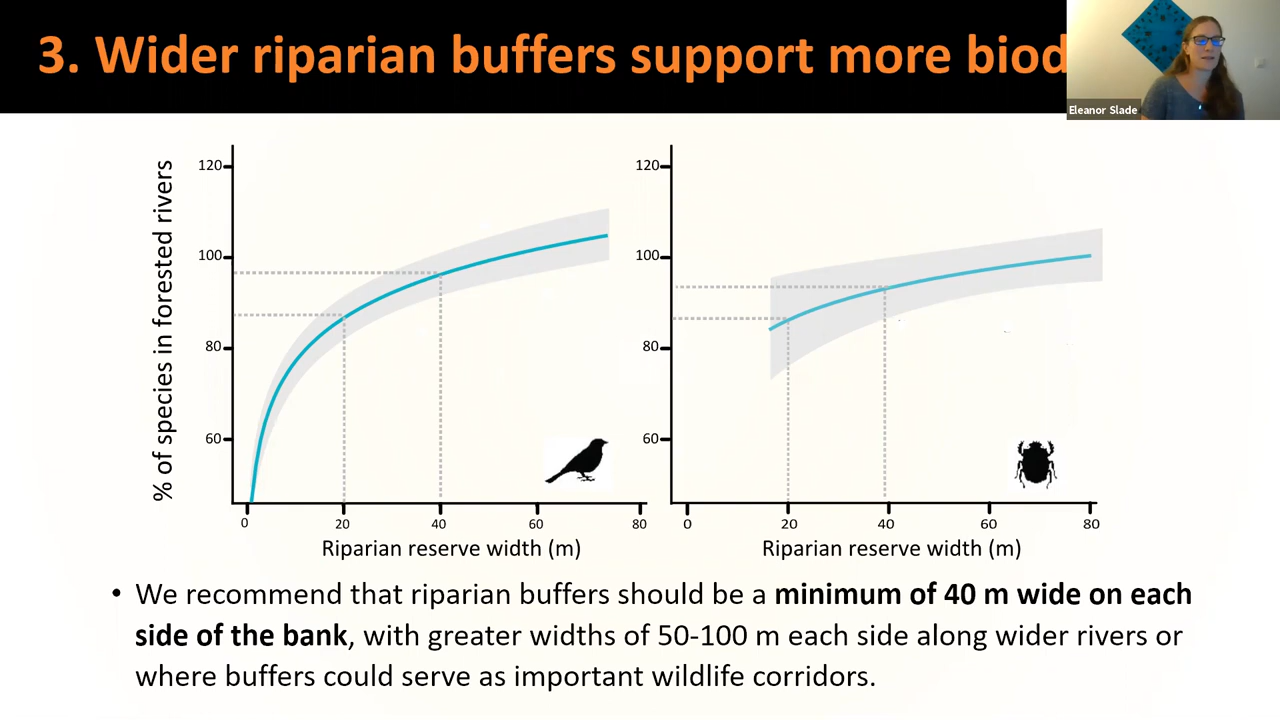 3. Wider riparian buffers support more biod
Eleanor Slade
% of species in forested rivers
120
100
80
60
0
20
40
60
80
Riparian reserve width (m)
120
100
80
60
0
20
40
60
80
Riparian reserve width (m)
• We recommend that riparian buffers should be a minimum of 40 m wide on each
side of the bank, with greater widths of 50-100 m each side along wider rivers or
where buffers could serve as important wildlife corridors.